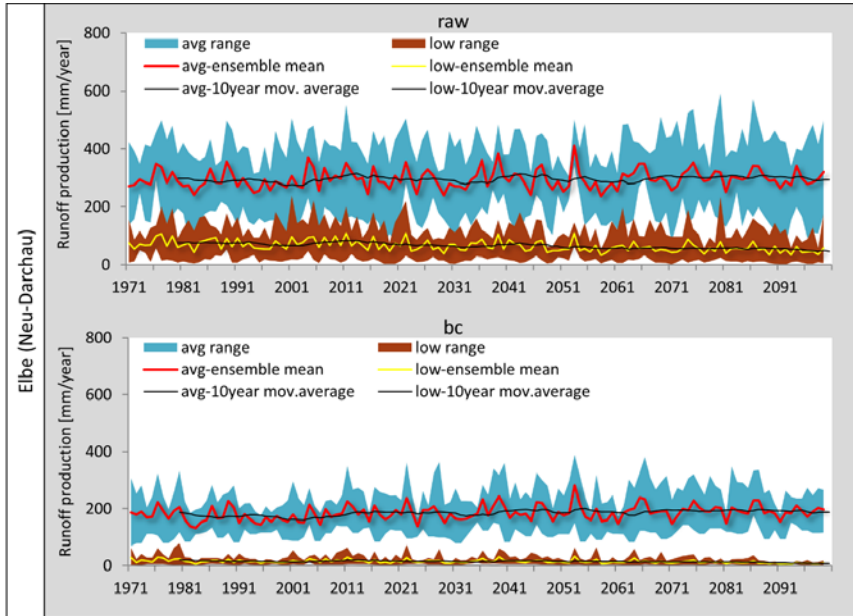 Elbe (Neu-Darchau)
raw
Runoff production [mm/year]
800
600
400
200
0
avg range
low range
avg-ensemble mean
low-ensemble mean
avg-10year mov. average
low-10year mov. average
1971 1981 1991 2001 2011 2021 2031 2041 2051 2061 2071 2081 2091
bc
Runoff production [mm/year]
800
600
400
200
0
avg range
low range
avg-ensemble mean
low-ensemble mean
avg-10year mov.average
low-10year mov.average
1971 1981 1991 2001 2011 2021 2031 2041 2051 2061 2071 2081 2091